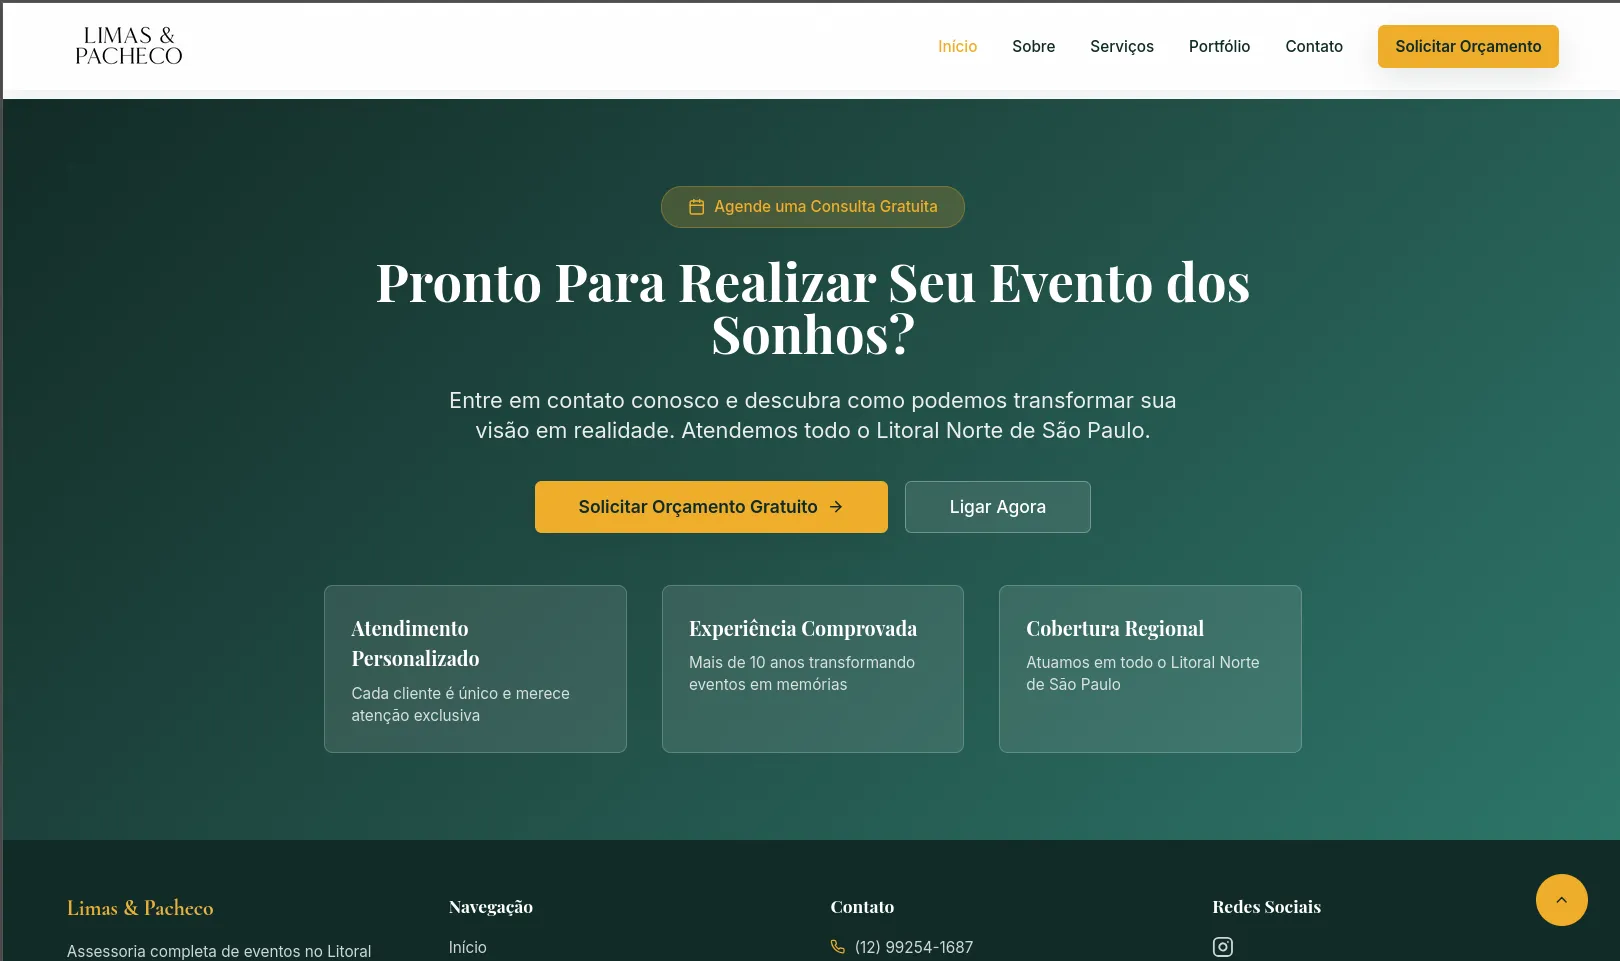 LIMAS &
PACHECO
Início
Sobre
Serviços
Portfólio
Contato
Solicitar Orçamento
Agende uma Consulta Gratuita
Pronto Para Realizar Seu Evento dos
Sonhos?
Entre em contato conosco e descubra como podemos transformar sua
visão em realidade. Atendemos todo o Litoral Norte de São Paulo.
Solicitar Orçamento Gratuito
Ligar Agora
Atendimento
Personalizado
Cada cliente é único e merece
atenção exclusiva
Experiência Comprovada
Mais de 10 anos transformando
eventos em memórias
Cobertura Regional
Atuamos em todo o Litoral Norte
de São Paulo
Limas & Pacheco
Assessoria completa de eventos no Litoral
Navegação
Início
Contato
(12) 99254-1687
Redes Sociais